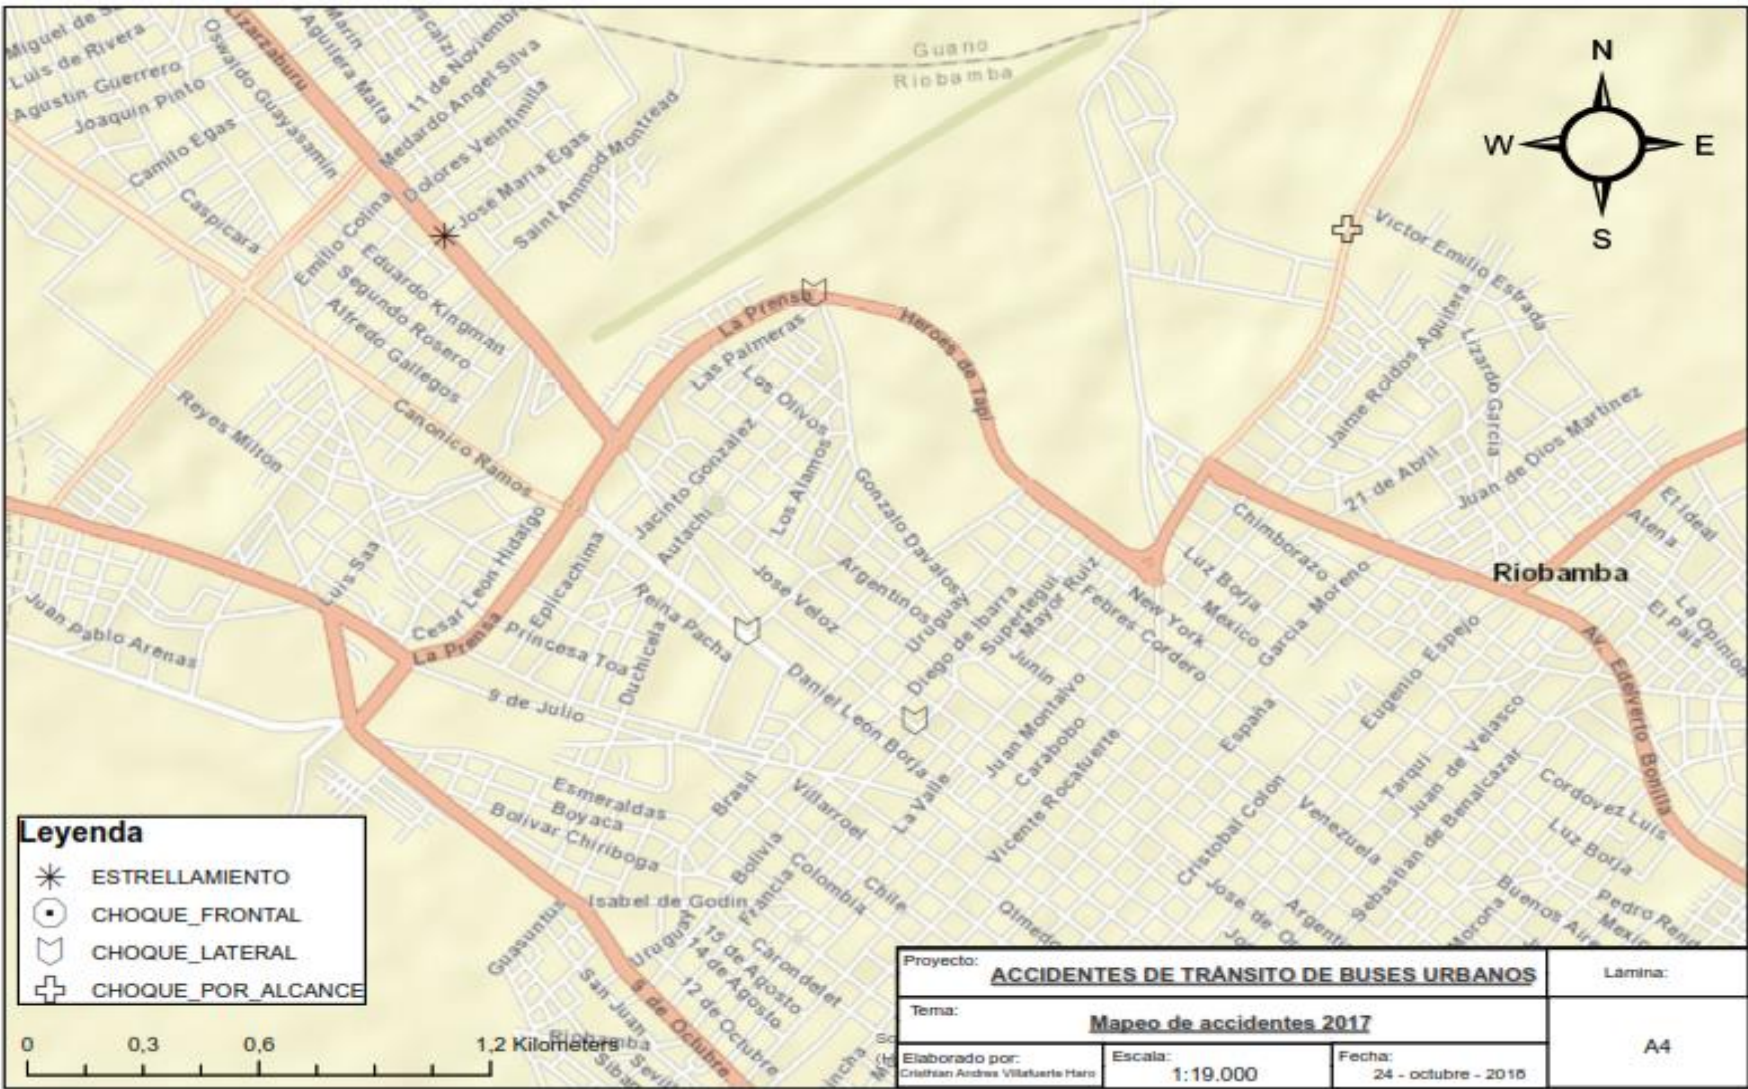 Guano
Riobamba
N
W
E
S
Luis de Rivera
Agustin Guerrero
Joaquin Pinto
Camilo Egas
Caspicara
Oswaldo Guayasamin
Lizarzaburu
Aguilera Malta
Marin
11 de Noviembre
Medardo Angel Silva
Dolores Veintimilla
Jose Maria Egas
Saint Ammod Montread
Emilio Colina
Eduardo Kingman
Segundo Rosero
Alfredo Gallegos
Reyes Milton
Canonico Ramos
La Prensa
Las Palmeras
Los Olivos
Heroes de Tapi
Victor Emilio Estrada
Jaime Roldos Aguilera
Lizardo Garcia
Juan de Dios Martinez
21 de Abril
El Ideal
Atena
Jacinto Gonzalez
Autachi
Los Alamos
Gonzalo Davalos
Chimborazo
Riobamba
Luis Saa
Cesar Leon Hidalgo
Epiclachima
La Prensa
Princesa Toa
Duchicela
Reina Pacha
Jose Veloz
Argentinos
Uruguay
Diego de Ibarra
Supertegui
Mayor Ruiz
Febres Cordero
New York
Luz Borja
Mexico
Garcia Moreno
Eugenio Espejo
La Opinion
El Pais
Av. Edelverto Bonilla
Juan Pablo Arenas
9 de Julio
Daniel León Borja
Junin
Juan Montalvo
Carabobo
Vicente Rocafuerte
España
Tarqui
Juan de Velasco
Sebastian de Benalcazar
Cordovez Luis
Luz Borja
Esmeraldas
Boyaca
Bolivar Chiriboga
Brasil
Villarroel
La Valle
Cristobal Colon
Venezuela
Bolivia
Francia
Colombia
Chile
Olmedo
Jose de
Buenos
Pedro
Morona
Isabel de Godin
Guasuntos
Uruguay
15 de Agosto
14 de Agosto
12 de Octubre
Carondelet
San Juan
5 de Octubre
Riobamba
Leyenda
ESTRELLAMIENTO
CHOQUE_FRONTAL
CHOQUE_LATERAL
CHOQUE_POR_ALCANCE
0 0,3 0,6 1,2 Kilometers
Proyecto:
ACCIDENTES DE TRÁNSITO DE BUSES URBANOS
Lámina:
Tema:
Mapeo de accidentes 2017
A4
Elaborado por:
Cristhian Andres Villafuerte Haro
Escala:
1:19.000
Fecha:
24 - octubre - 2018